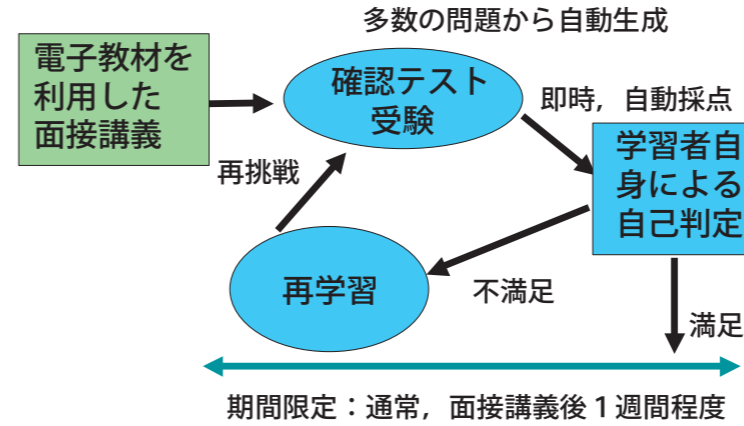 多数の問題から自動生成
電子教材を
利用した
面接講義
確認テスト
受験
即時，自動採点
学習者自
身による
自己判定
再挑戦
再学習
不満足
満足
期間限定：通常，面接講義後１週間程度